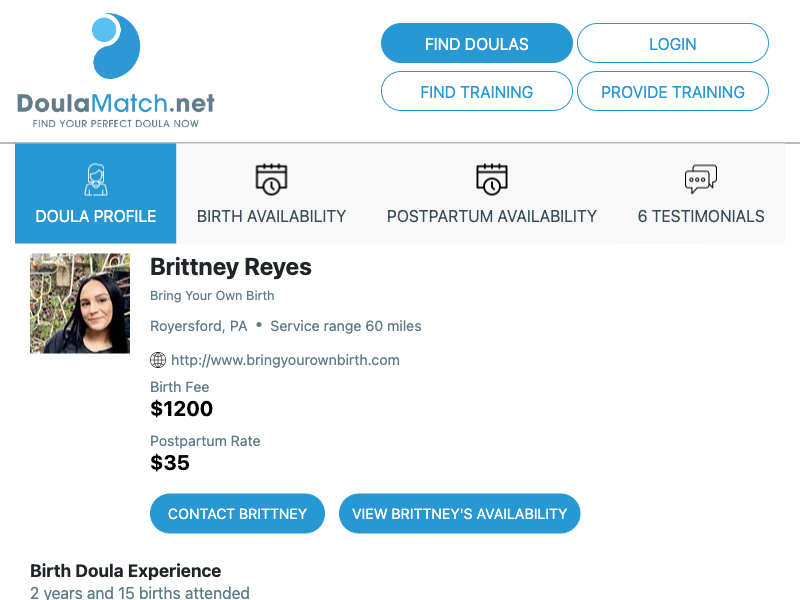 DoulaMatch.net
FIND YOUR PERFECT DOULA NOW
FIND DOULAS
LOGIN
FIND TRAINING
PROVIDE TRAINING
DOULA PROFILE
BIRTH AVAILABILITY
POSTPARTUM AVAILABILITY
6 TESTIMONIALS
Brittney Reyes
Bring Your Own Birth
Royersford, PA • Service range 60 miles
http://www.bringyourownbirth.com
Birth Fee
$1200
Postpartum Rate
$35
CONTACT BRITTNEY
VIEW BRITTNEY'S AVAILABILITY
Birth Doula Experience
2 years and 15 births attended